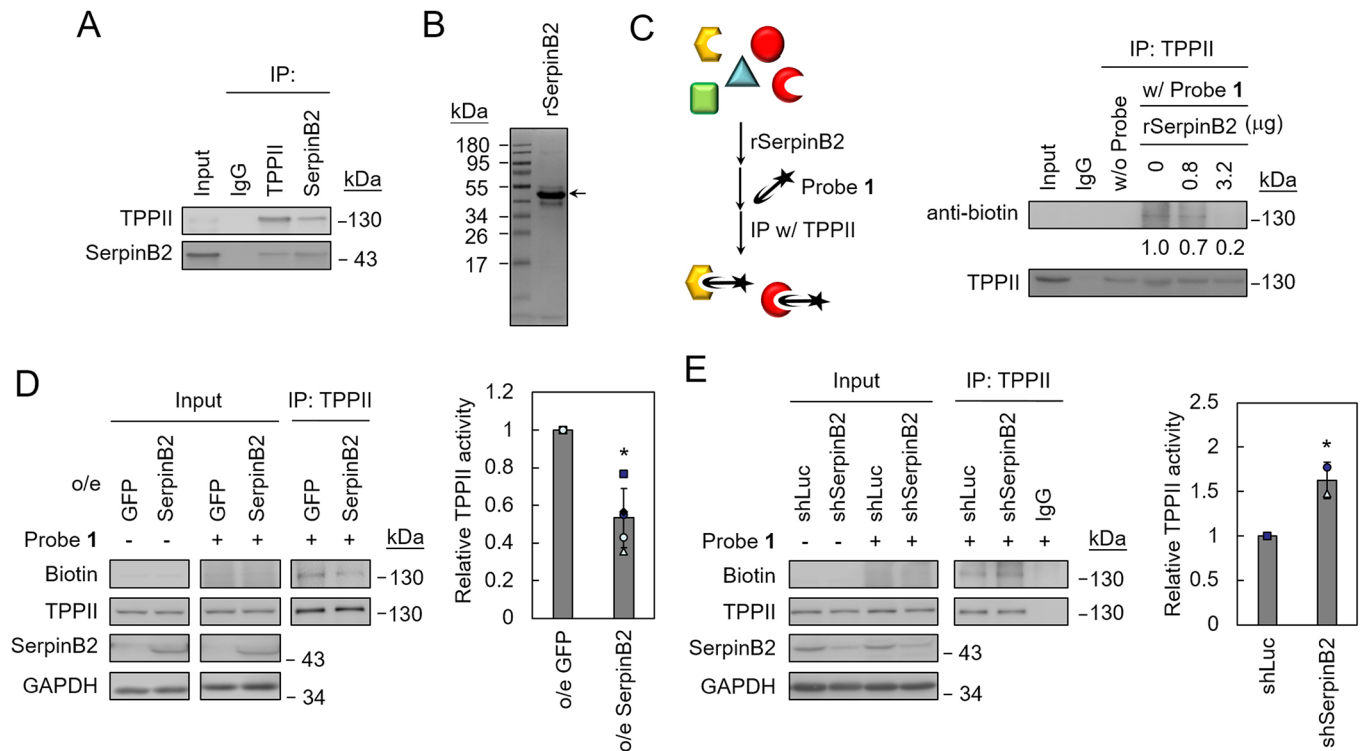 A
IP:
Input
IgG
TPPII
SerpinB2
kDa
TPPII
–130
SerpinB2
– 43
B
rSerpinB2
kDa
180 –
95 –
55 –
34 –
26 –
17 –
C
rSerpinB2
Probe 1
IP w/ TPPII
IP: TPPII
w/ Probe 1
rSerpinB2 (μg)
Input
IgG
w/o Probe
0
0.8
3.2
kDa
anti-biotin
–130
1.0 0.7 0.2
TPPII
–130
D
Input
IP: TPPII
o/e
GFP
SerpinB2
GFP
SerpinB2
GFP
SerpinB2
Probe 1 - - + + + +
kDa
Biotin
–130
TPPII
–130
SerpinB2
– 43
GAPDH
– 34
Relative TPPII activity
1.2
1
0.8
0.6
0.4
0.2
0
*
o/e GFP
o/e SerpinB2
E
Input
IP: TPPII
shLuc
shSerpinB2
shLuc
shSerpinB2
shLuc
shSerpinB2
IgG
Probe 1 - - + + + + +
kDa
Biotin
–130
TPPII
–130
SerpinB2
– 43
GAPDH
– 34
Relative TPPII activity
2.5
2
1.5
1
0.5
0
*
shLuc
shSerpinB2